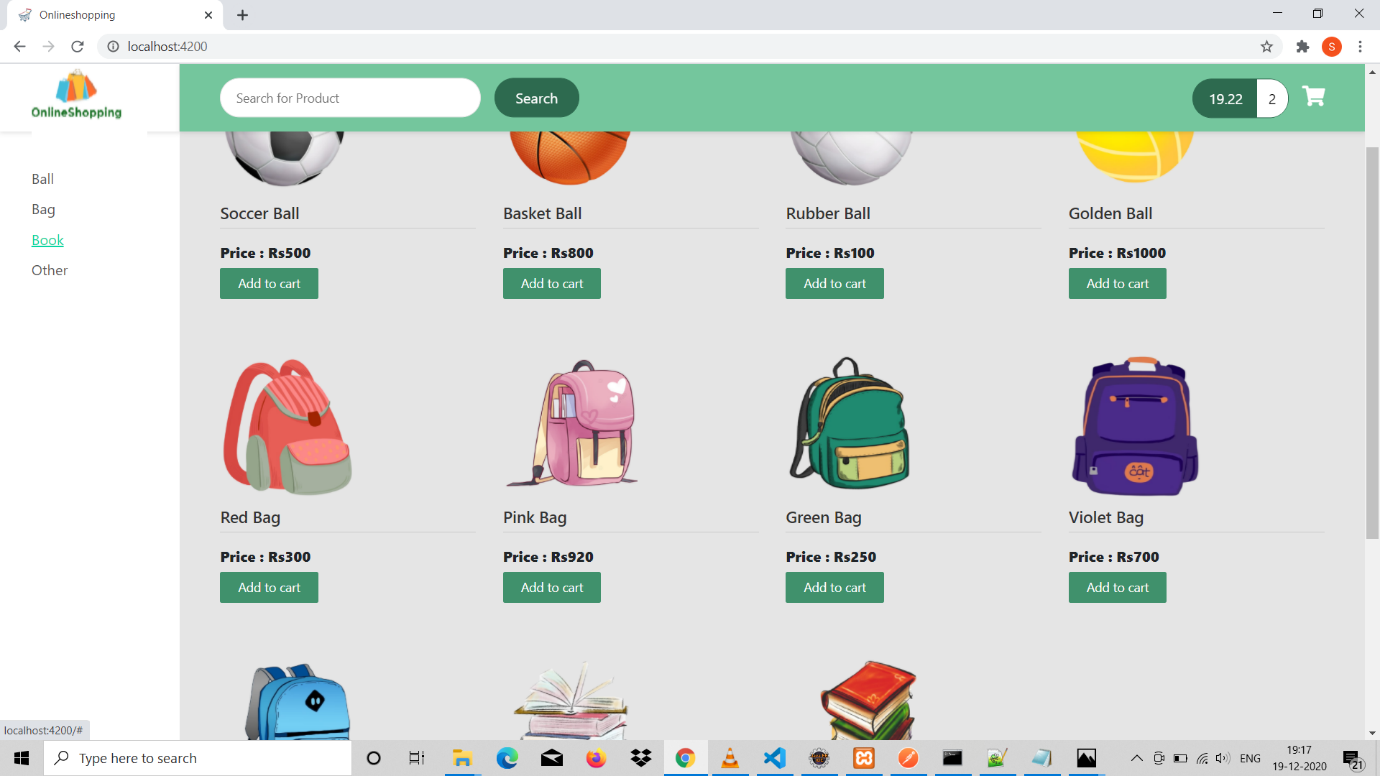 Onlineshopping
localhost:4200
S
OnlineShopping
Search for Product
Search
19.22
2
Ball
Bag
Book
Other
Soccer Ball
Basket Ball
Rubber Ball
Golden Ball
Price : Rs500
Price : Rs800
Price : Rs100
Price : Rs1000
Add to cart
Add to cart
Add to cart
Add to cart
cat
Red Bag
Pink Bag
Green Bag
Violet Bag
Price : Rs300
Price : Rs920
Price : Rs250
Price : Rs700
Add to cart
Add to cart
Add to cart
Add to cart
localhost:4200/#
Type here to search
ENG
19:17
19-12-2020
21